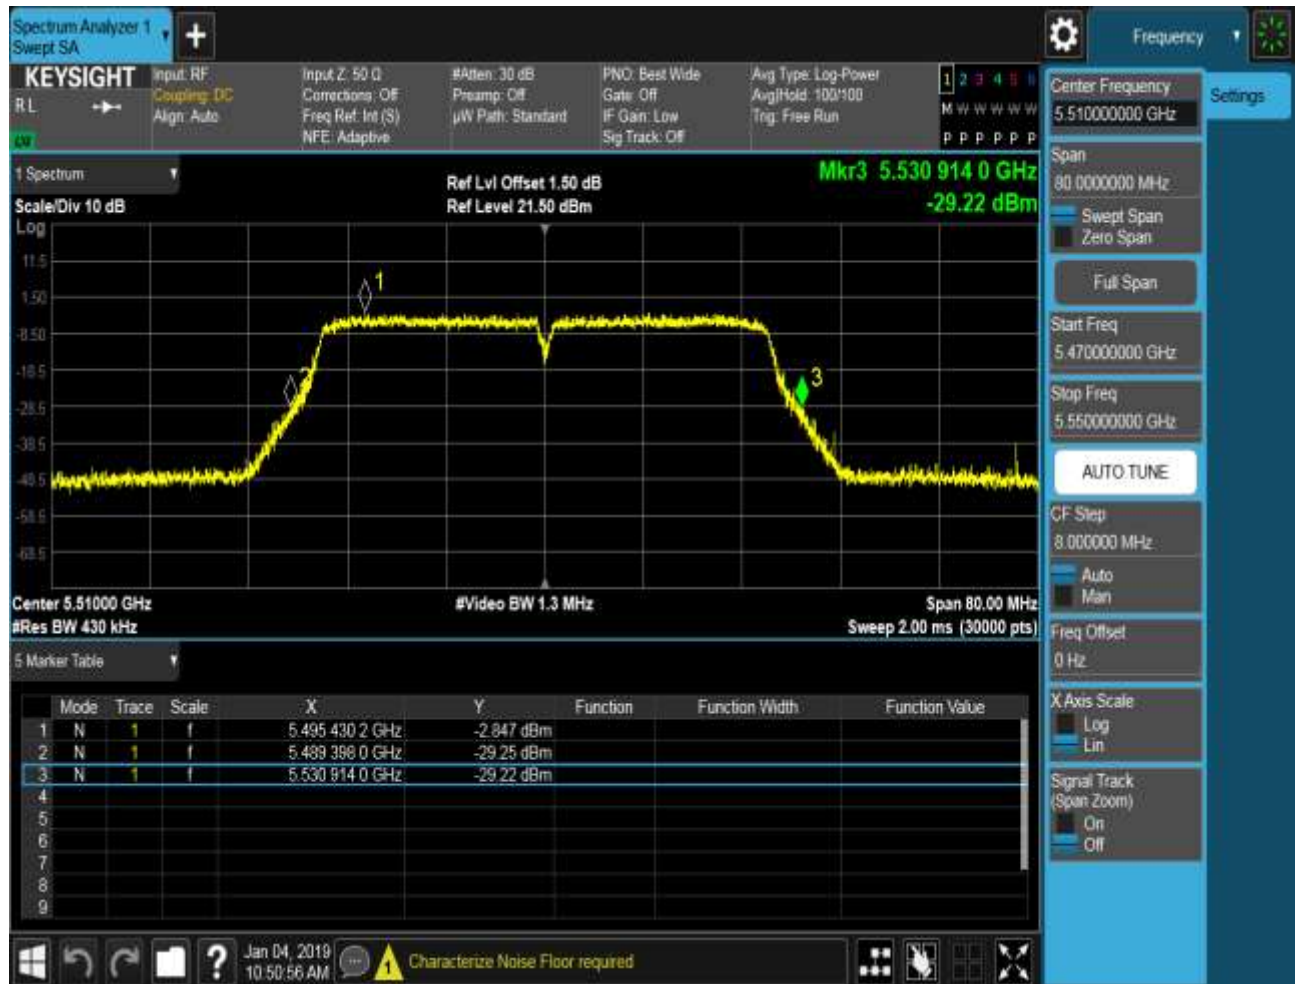 Spectrum Analyzer 1
Swept SA
+
Frequency
KEYSIGHT
RL
Input: RF
Coupling: DC
Align: Auto
Input Z: 50 Ω
Corrections: Off
Freq Ref: Int (S)
NFE: Adaptive
#Atten: 30 dB
Preamp: Off
µW Path: Standard
PNO: Best Wide
Gate: Off
IF Gain: Low
Sig Track: Off
Avg Type: Log-Power
Avg|Hold: 100/100
Trig: Free Run
1 2 3 4 5 6
M W W W W W
P P P P P P
1 Spectrum
Scale/Div 10 dB
Log
Ref Lvl Offset 1.50 dB
Ref Level 21.50 dBm
Mkr3 5.530 914 0 GHz
-29.22 dBm
11.5
1.50
-8.50
-18.5
-28.5
-38.5
-48.5
-58.5
-68.5
1
2
3
Center 5.51000 GHz
#Res BW 430 kHz
#Video BW 1.3 MHz
Span 80.00 MHz
Sweep 2.00 ms (30000 pts)
5 Marker Table
Mode Trace Scale X Y Function Function Width Function Value
1 N 1 f 5.495 430 2 GHz -2.847 dBm
2 N 1 f 5.489 398 0 GHz -29.25 dBm
3 N 1 f 5.530 914 0 GHz -29.22 dBm
4
5
6
7
8
9
Center Frequency
5.510000000 GHz
Settings
Span
80.0000000 MHz
Swept Span
Zero Span
Full Span
Start Freq
5.470000000 GHz
Stop Freq
5.550000000 GHz
AUTO TUNE
CF Step
8.000000 MHz
Auto
Man
Freq Offset
0 Hz
X Axis Scale
Log
Lin
Signal Track
(Span Zoom)
On
Off
?
Jan 04, 2019
10:50:56 AM
1
Characterize Noise Floor required